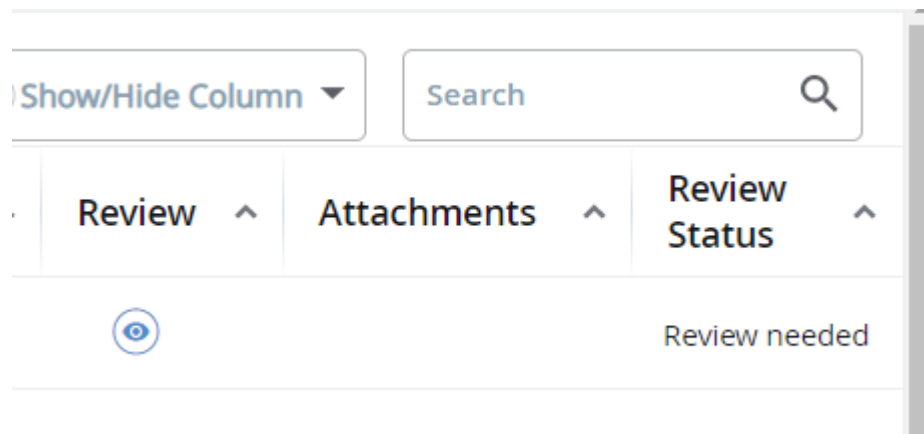 Show/Hide Column
Search
Review
Attachments
Review
Status
Review needed